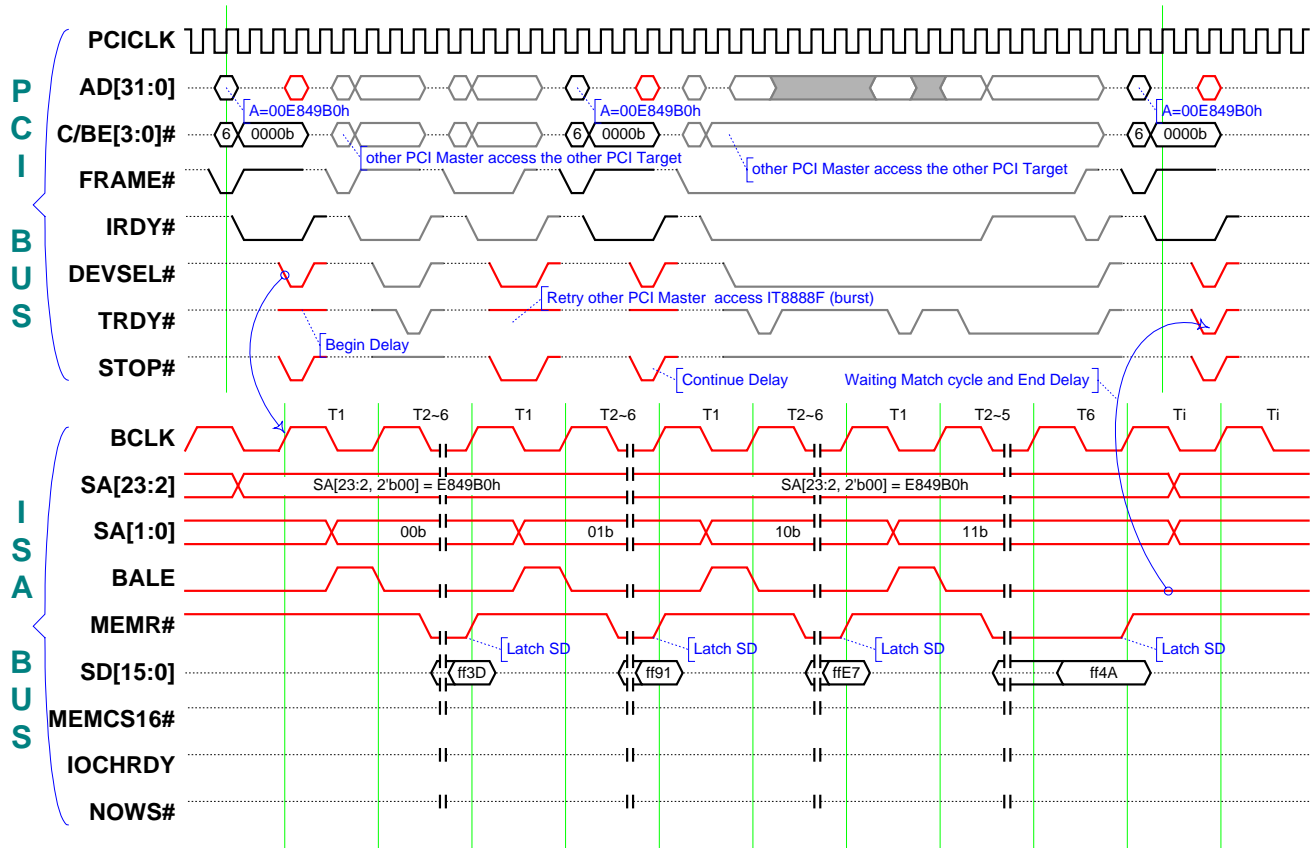 PCI BUS
PCICLK
AD[31:0]
A=00E849B0h
A=00E849B0h
A=00E849B0h
C/BE[3:0]#
6 0000b 6 0000b 6 0000b
other PCI Master access the other PCI Target
other PCI Master access the other PCI Target
FRAME#
IRDY#
DEVSEL#
Retry other PCI Master access IT8888F (burst)
TRDY#
Begin Delay
STOP#
Continue Delay
Waiting Match cycle and End Delay
ISA BUS
T1 T2~6 T1 T2~6 T1 T2~6 T1 T2~5 T6 Ti Ti
BCLK
SA[23:2]
SA[23:2, 2'b00] = E849B0h
SA[23:2, 2'b00] = E849B0h
SA[1:0]
00b 01b 10b 11b
BALE
MEMR#
Latch SD Latch SD Latch SD Latch SD
SD[15:0]
ff3D ff91 ffE7 ff4A
MEMCS16#
IOCHRDY
NOWS#